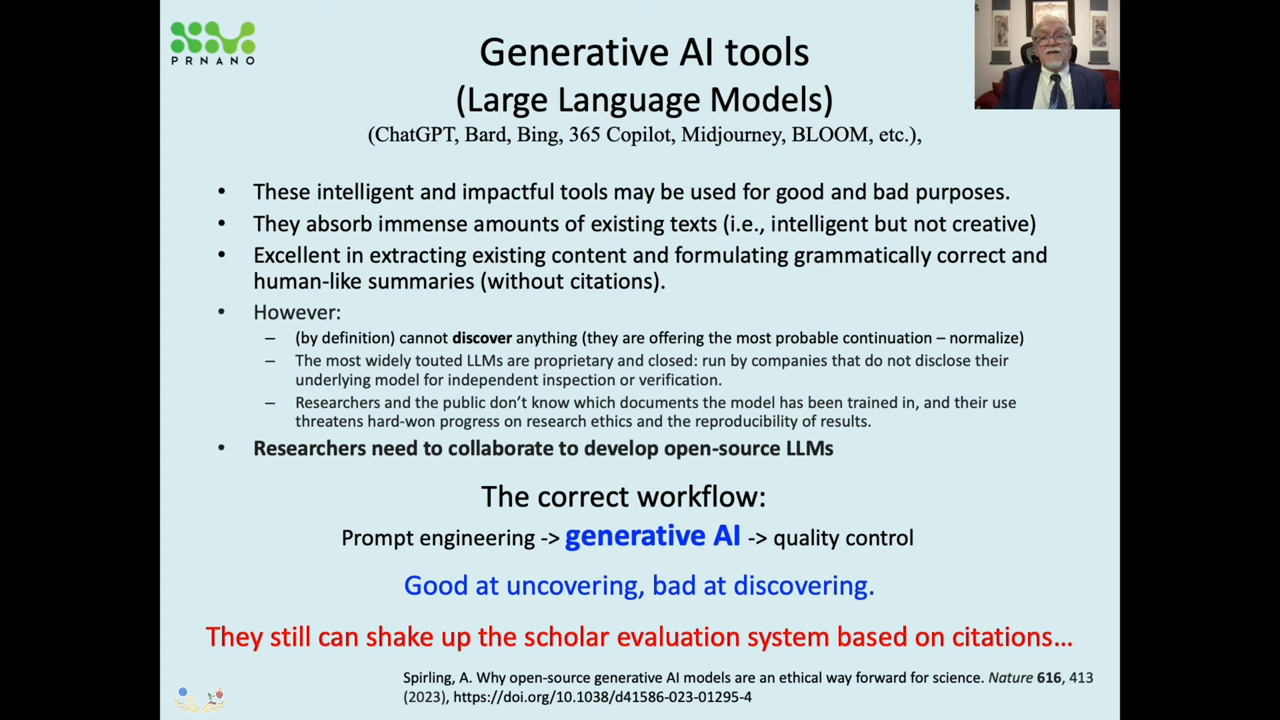 PRNANO
Generative AI tools
(Large Language Models)
(ChatGPT, Bard, Bing, 365 Copilot, Midjourney, BLOOM, etc.),
• These intelligent and impactful tools may be used for good and bad purposes.
• They absorb immense amounts of existing texts (i.e., intelligent but not creative)
• Excellent in extracting existing content and formulating grammatically correct and
human-like summaries (without citations).
• However:
– (by definition) cannot discover anything (they are offering the most probable continuation – normalize)
– The most widely touted LLMs are proprietary and closed: run by companies that do not disclose their
underlying model for independent inspection or verification.
– Researchers and the public don't know which documents the model has been trained in, and their use
threatens hard-won progress on research ethics and the reproducibility of results.
• Researchers need to collaborate to develop open-source LLMs
The correct workflow:
Prompt engineering -> generative AI -> quality control
Good at uncovering, bad at discovering.
They still can shake up the scholar evaluation system based on citations…
Spirling, A. Why open-source generative AI models are an ethical way forward for science. Nature 616, 413
(2023), https://doi.org/10.1038/d41586-023-01295-4